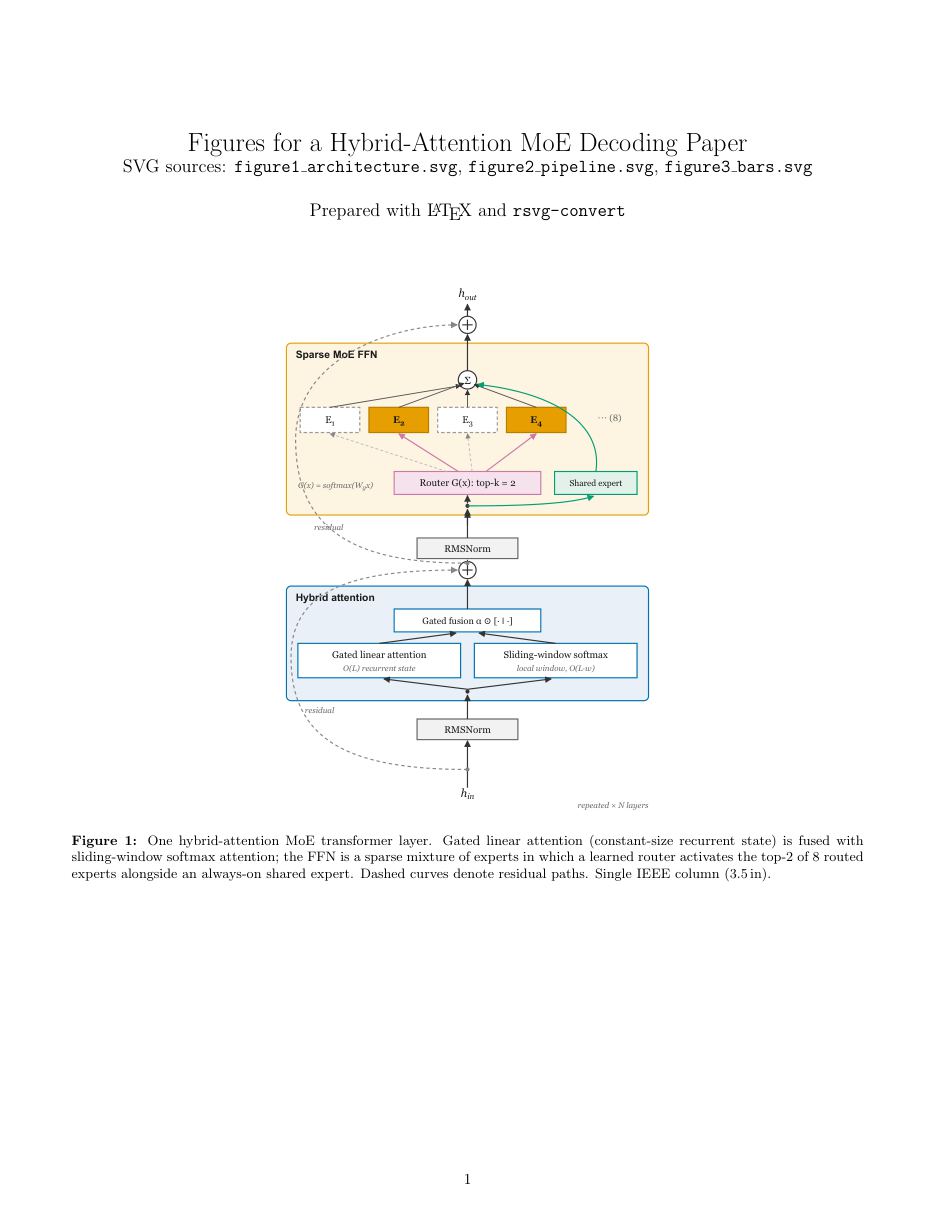 Figures for a Hybrid-Attention MoE Decoding Paper
SVG sources: figure1_architecture.svg, figure2_pipeline.svg, figure3_bars.svg
Prepared with LATEX and rsvg-convert
h_out
Sparse MoE FFN
Σ
E₁ E₂ E₃ E₄ ··· (8)
G(x) = softmax(W_g x)
Router G(x): top-k = 2
Shared expert
residual
RMSNorm
Hybrid attention
Gated fusion α ⊙ [· | ·]
Gated linear attention
O(L) recurrent state
Sliding-window softmax
local window, O(L·w)
residual
RMSNorm
h_in
repeated × N layers
Figure 1: One hybrid-attention MoE transformer layer. Gated linear attention (constant-size recurrent state) is fused with
sliding-window softmax attention; the FFN is a sparse mixture of experts in which a learned router activates the top-2 of 8 routed
experts alongside an always-on shared expert. Dashed curves denote residual paths. Single IEEE column (3.5 in).
1